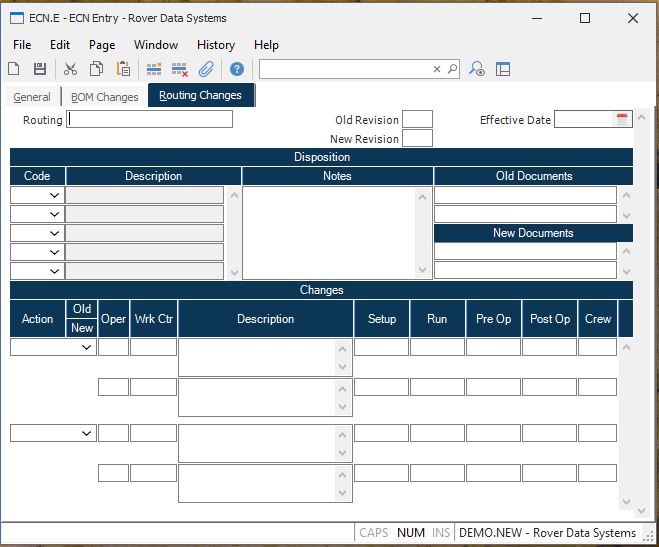 ECN.E - ECN Entry - Rover Data Systems
File Edit Page Window History Help
General BOM Changes Routing Changes
Routing Old Revision Effective Date
New Revision
Disposition
Code Description Notes Old Documents
New Documents
Changes
Action Old Oper Wrk Ctr Description Setup Run Pre Op Post Op Crew
New
CAPS NUM INS DEMO.NEW - Rover Data Systems